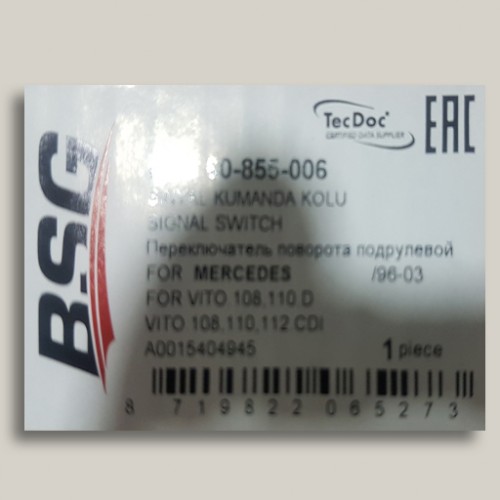 BSG
TecDoc
CERTIFIED DATA SUPPLIER
EAC
0-855-006
KUMANDA KOLU
SIGNAL SWITCH
Переключатель поворота подрулевой
FOR MERCEDES /96-03
FOR VITO 108,110 D
VITO 108,110,112 CDI
A0015404945 1 piece
8 719822 065273